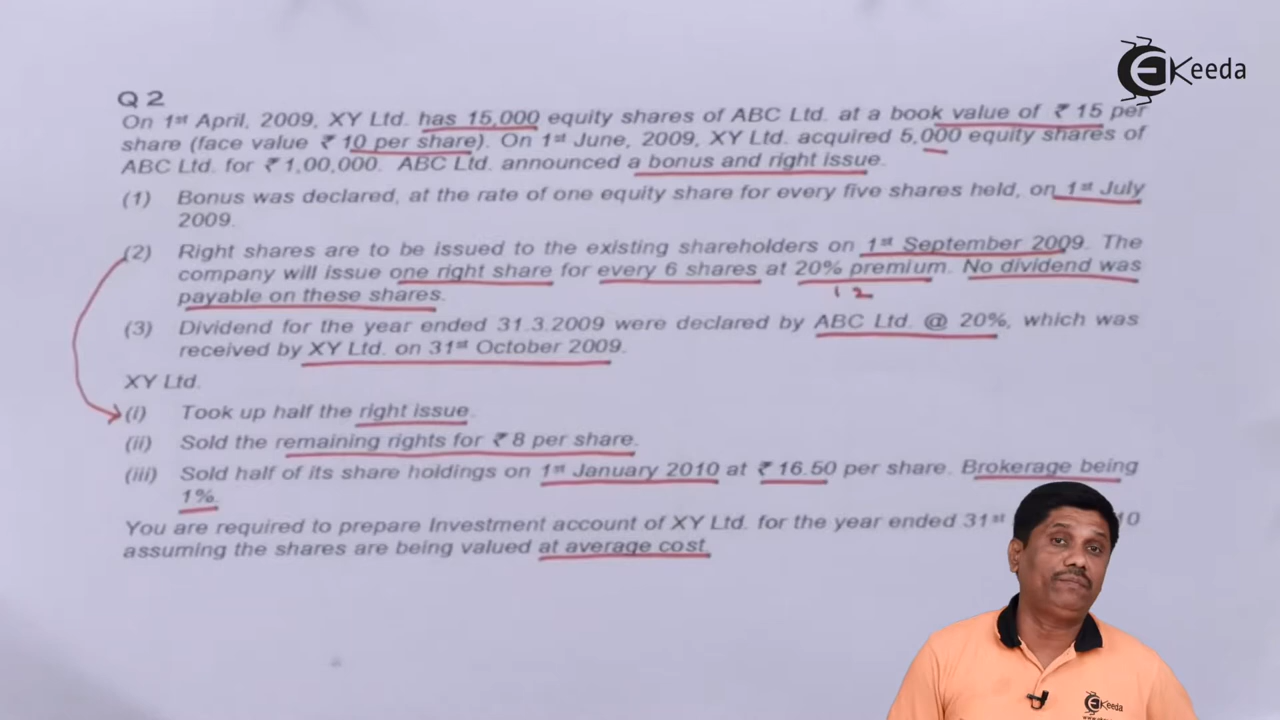 Keeda
Q 2
On 1st April, 2009, XY Ltd. has 15,000 equity shares of ABC Ltd. at a book value of ₹ 15 per
share (face value ₹ 10 per share). On 1st June, 2009, XY Ltd. acquired 5,000 equity shares of
ABC Ltd. for ₹ 1,00,000. ABC Ltd. announced a bonus and right issue.
(1) Bonus was declared, at the rate of one equity share for every five shares held, on 1st July
2009.
(2) Right shares are to be issued to the existing shareholders on 1st September 2009. The
company will issue one right share for every 6 shares at 20% premium. No dividend was
payable on these shares.
12
(3) Dividend for the year ended 31.3.2009 were declared by ABC Ltd. @ 20%, which was
received by XY Ltd. on 31st October 2009.
XY Ltd.
(i) Took up half the right issue.
(ii) Sold the remaining rights for ₹ 8 per share.
(iii) Sold half of its share holdings on 1st January 2010 at ₹ 16.50 per share. Brokerage being
1%.
You are required to prepare Investment account of XY Ltd. for the year ended 31st 10
assuming the shares are being valued at average cost.
Keeda